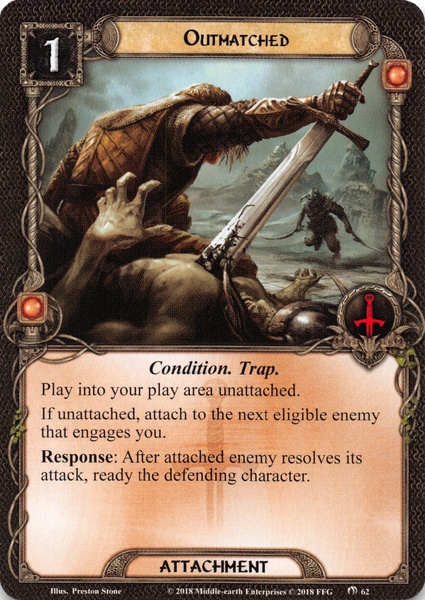 1
OUTMATCHED
Condition. Trap.
Play into your play area unattached.
If unattached, attach to the next eligible enemy
that engages you.
Response: After attached enemy resolves its
attack, ready the defending character.
ATTACHMENT
Illus. Preston Stone © 2018 Middle-earth Enterprises © 2018 FFG 62